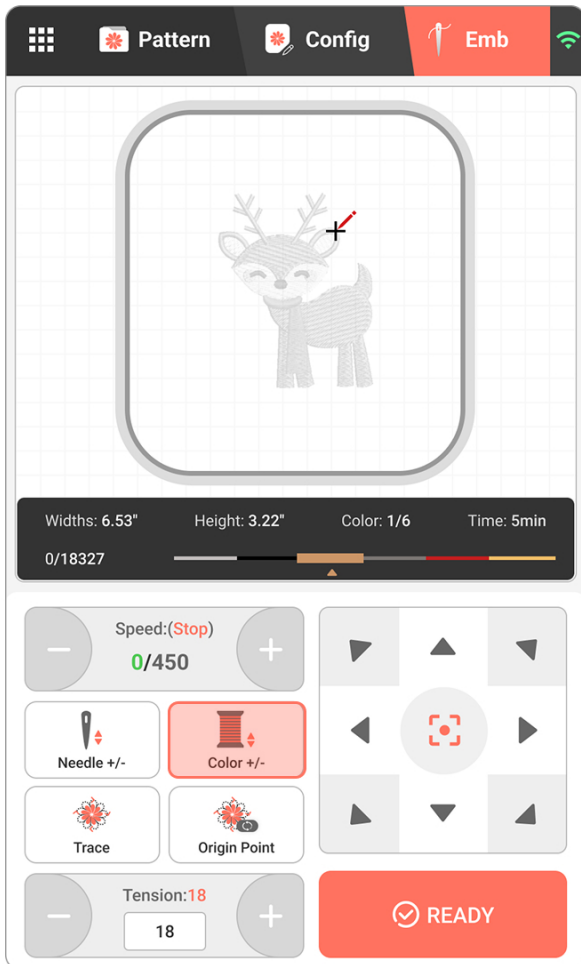 Pattern Config Emb
Widths: 6.53" Height: 3.22" Color: 1/6 Time: 5min
0/18327
Speed:(Stop)
0/450
Needle +/- Color +/-
Trace Origin Point
Tension:18
18
READY